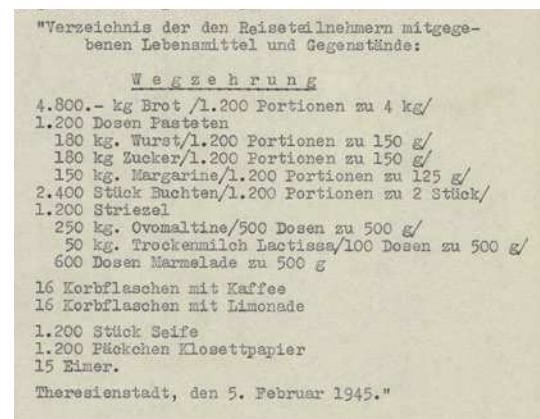 "Verzeichnis der den Reiseteilnehmern mitgege-
benen Lebensmittel und Gegenstände:
Wegzehrung
4.800.- kg Brot /1.200 Portionen zu 4 kg/
1.200 Dosen Pasteten
180 kg. Wurst/1.200 Portionen zu 150 g/
180 kg Zucker/1.200 Portionen zu 150 g/
150 kg. Margarine/1.200 Portionen zu 125 g/
2.400 Stück Buchten/1.200 Portionen zu 2 Stück/
1.200 Striezel
250 kg. Ovomaltine/500 Dosen zu 500 g/
50 kg. Trockenmilch Lactissa/100 Dosen zu 500 g/
600 Dosen Marmelade zu 500 g
16 Korbflaschen mit Kaffee
16 Korbflaschen mit Limonade
1.200 Stück Seife
1.200 Päckchen Klosettpapier
15 Eimer.
Theresienstadt, den 5. Februar 1945."